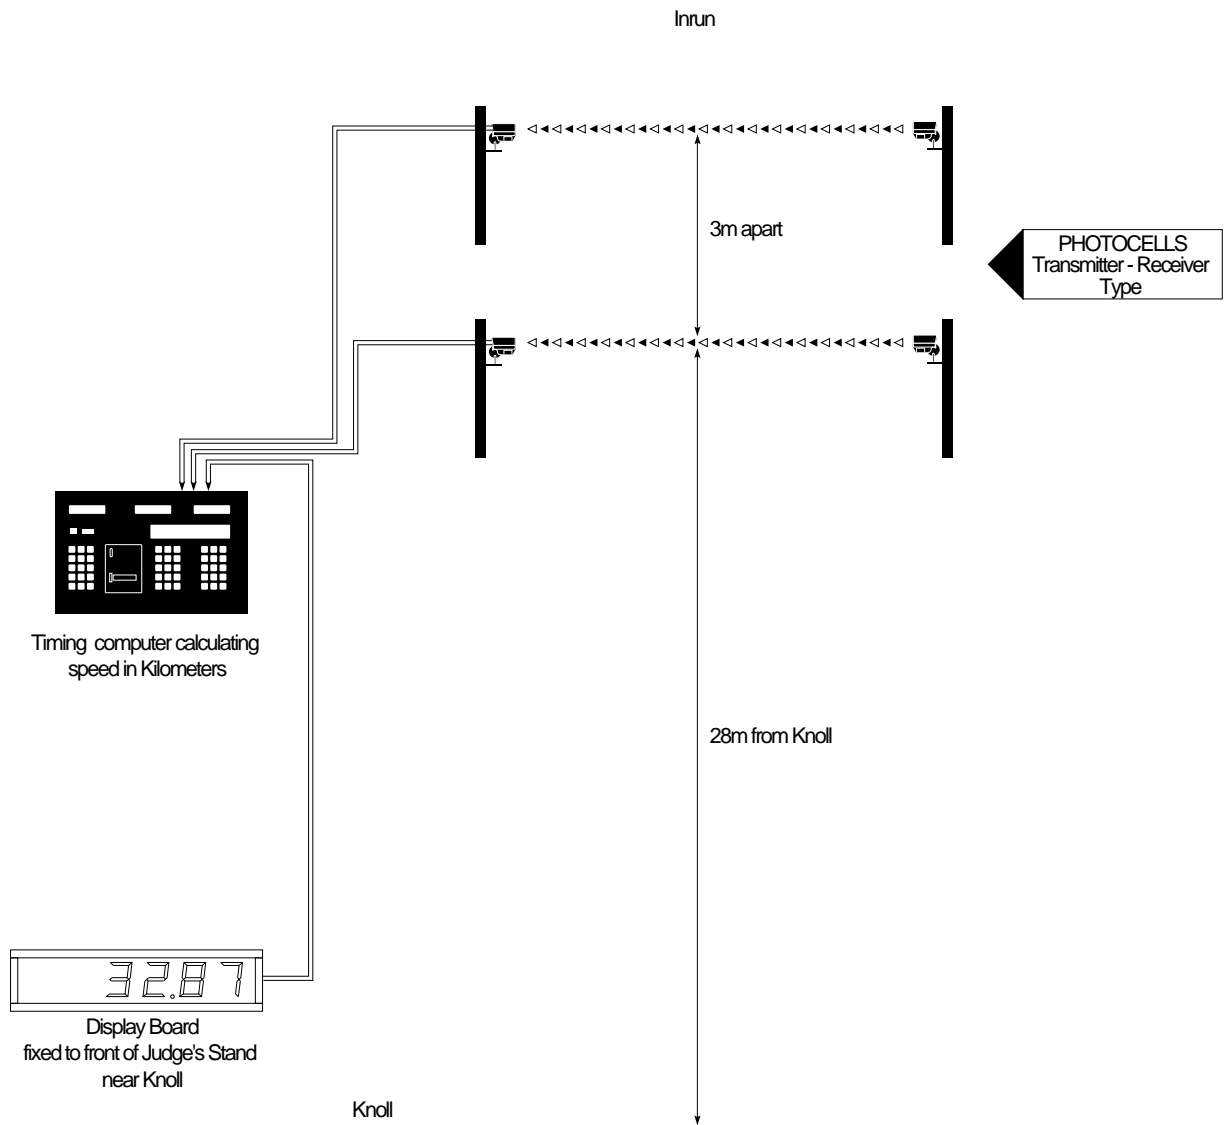 Inrun
3m apart
PHOTOCELLS
Transmitter - Receiver
Type
Timing computer calculating
speed in Kilometers
28m from Knoll
32.87
Display Board
fixed to front of Judge's Stand
near Knoll
Knoll